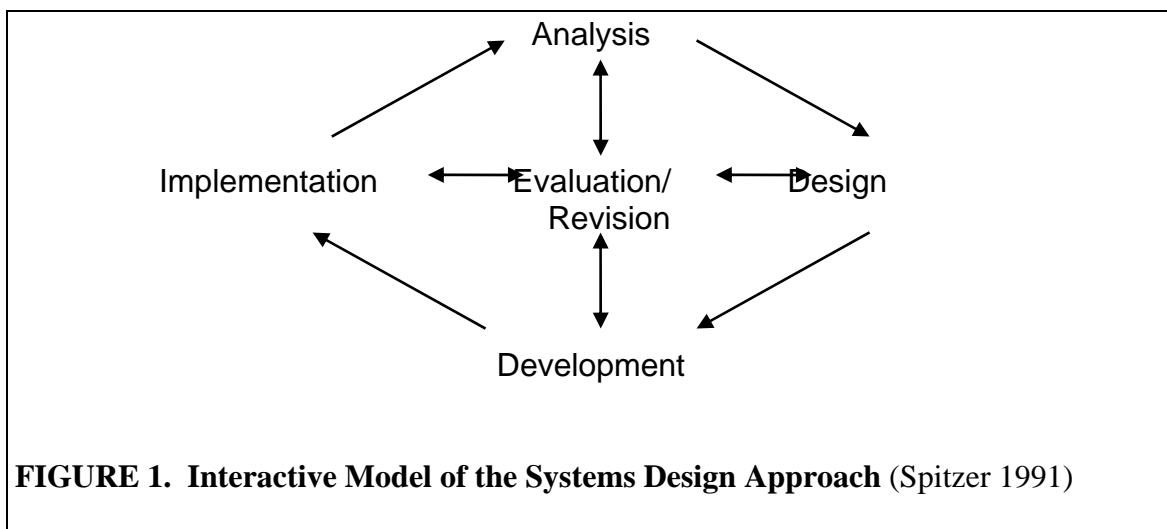 Analysis
Implementation Evaluation/ Design
Revision
Development
FIGURE 1. Interactive Model of the Systems Design Approach (Spitzer 1991)